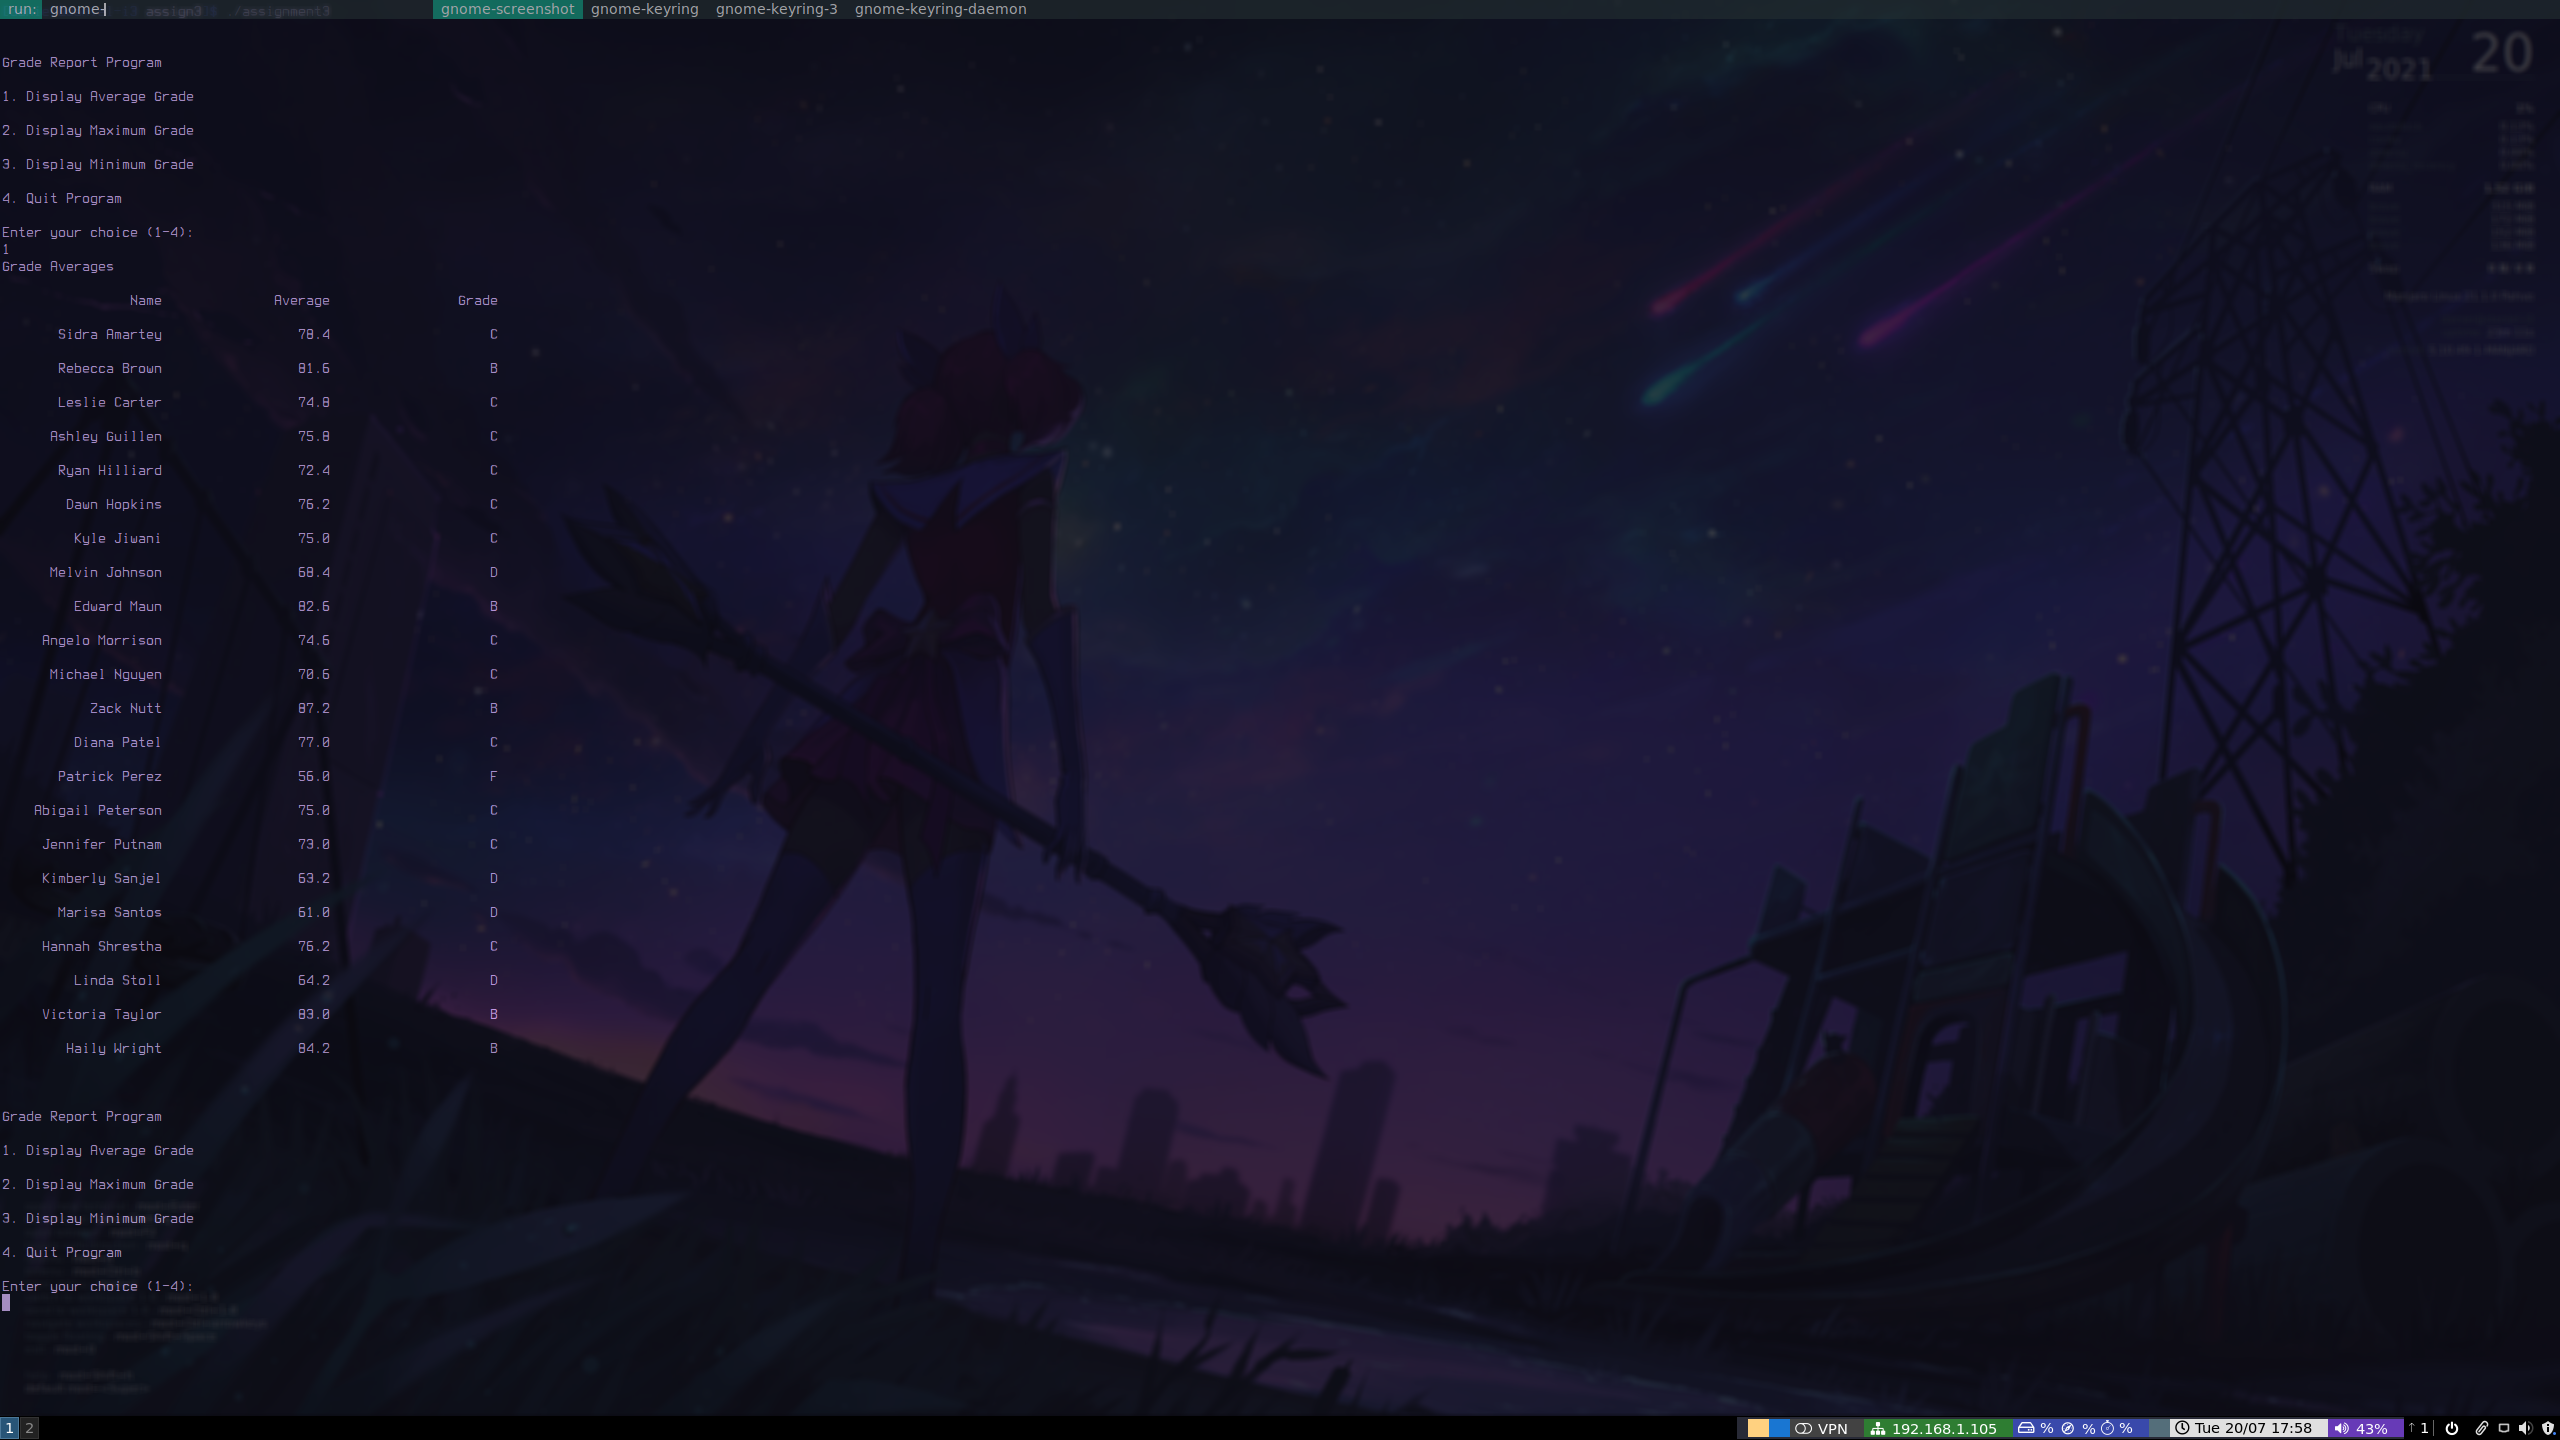 run: gnome- gnome-screenshot gnome-keyring gnome-keyring-3 gnome-keyring-daemon
assign3 ./assignment3
Tuesday
Jul 2021 20
Grade Report Program
1. Display Average Grade
2. Display Maximum Grade
3. Display Minimum Grade
4. Quit Program
Enter your choice (1-4):
1
Grade Averages
Name Average Grade
Sidra Amartey 78.4 C
Rebecca Brown 81.6 B
Leslie Carter 74.8 C
Ashley Guillen 75.8 C
Ryan Hilliard 72.4 C
Dawn Hopkins 76.2 C
Kyle Jiwani 75.0 C
Melvin Johnson 68.4 D
Edward Maun 82.6 B
Angelo Morrison 74.6 C
Michael Nguyen 70.6 C
Zack Nutt 87.2 B
Diana Patel 77.0 C
Patrick Perez 56.0 F
Abigail Peterson 75.0 C
Jennifer Putnam 73.0 C
Kimberly Sanjel 63.2 D
Marisa Santos 61.0 D
Hannah Shrestha 76.2 C
Linda Stoll 64.2 D
Victoria Taylor 83.0 B
Haily Wright 84.2 B
Grade Report Program
1. Display Average Grade
2. Display Maximum Grade
3. Display Minimum Grade
4. Quit Program
Enter your choice (1-4):
1 2 VPN 192.168.1.105 % % % Tue 20/07 17:58 43% ↑1